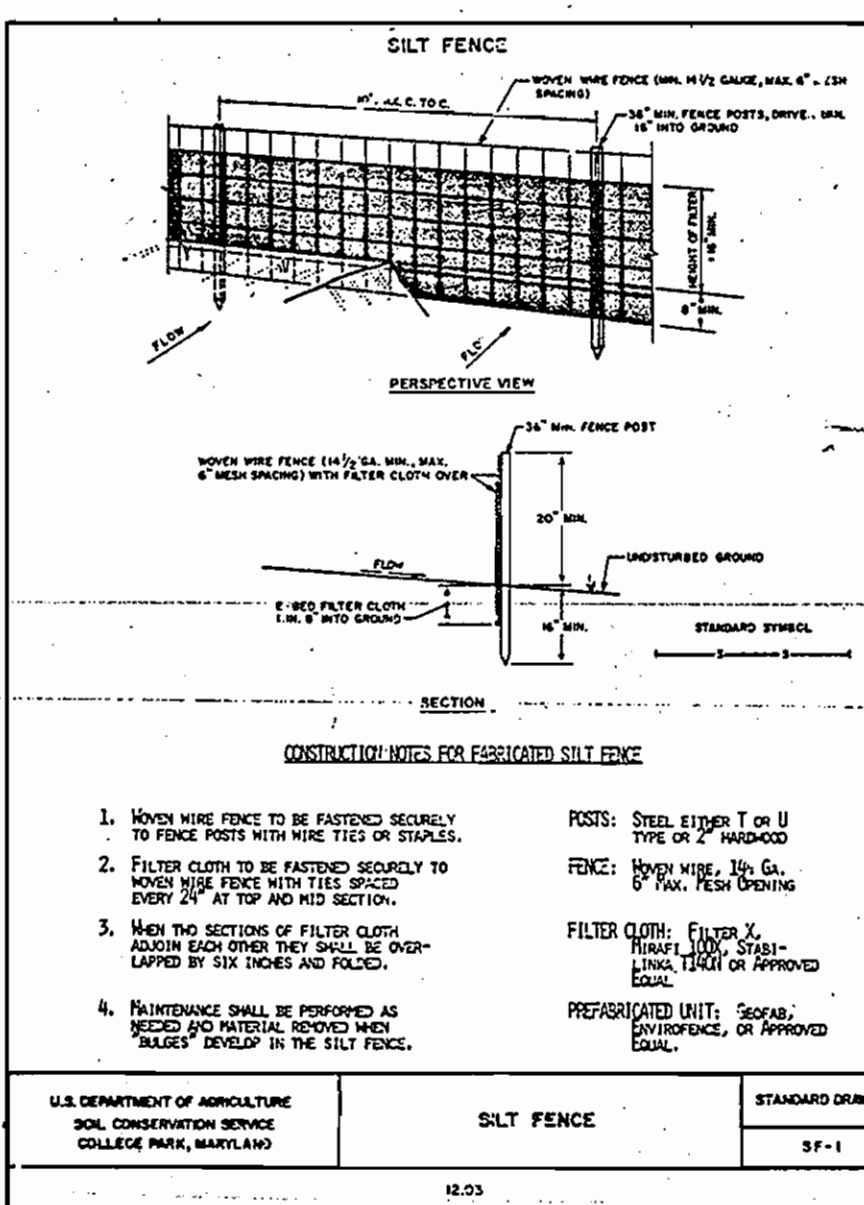 SILT FENCE
WOVEN WIRE FENCE (MIN. 14 1/2 GAUGE, MAX. 6"
SPACING)
10' C. TO C.
36" MIN. FENCE POSTS,
16" INTO GROUND
HEIGHT OF FILTER
16" MIN.
8" MIN.
FLOW
PERSPECTIVE VIEW
36" MIN. FENCE POST
WOVEN WIRE FENCE (14 1/2 GA. MIN., MAX.
6" MESH SPACING) WITH FILTER CLOTH OVER
20" MIN.
FLOW
UNDISTURBED GROUND
FILTER CLOTH
8" INTO GROUND
16" MIN.
STANDARD SYMBOL
S S
SECTION
CONSTRUCTION NOTES FOR FABRICATED SILT FENCE
1. WOVEN WIRE FENCE TO BE FASTENED SECURELY
TO FENCE POSTS WITH WIRE TIES OR STAPLES.
2. FILTER CLOTH TO BE FASTENED SECURELY TO
WOVEN WIRE FENCE WITH TIES SPACED
EVERY 24" AT TOP AND MID SECTION.
3. WHEN TWO SECTIONS OF FILTER CLOTH
ADJOIN EACH OTHER THEY SHALL BE OVER-
LAPPED BY SIX INCHES AND FOLDED.
4. MAINTENANCE SHALL BE PERFORMED AS
NEEDED AND MATERIAL REMOVED WHEN
"BULGES" DEVELOP IN THE SILT FENCE.
POSTS: STEEL EITHER T OR U
TYPE OR 2" HARDWOOD
FENCE: WOVEN WIRE, GA.
6" MAX. MESH OPENING
FILTER CLOTH: FILTER X,
MIRAFI 100X, STABI-
LINKA T140N OR APPROVED
EQUAL
PREFABRICATED UNIT: GEOFAB,
ENVIROFENCE, OR APPROVED
EQUAL.
U.S. DEPARTMENT OF AGRICULTURE
SOIL CONSERVATION SERVICE
COLLEGE PARK, MARYLAND
SILT FENCE
STANDARD DRAW
SF-1
12.03